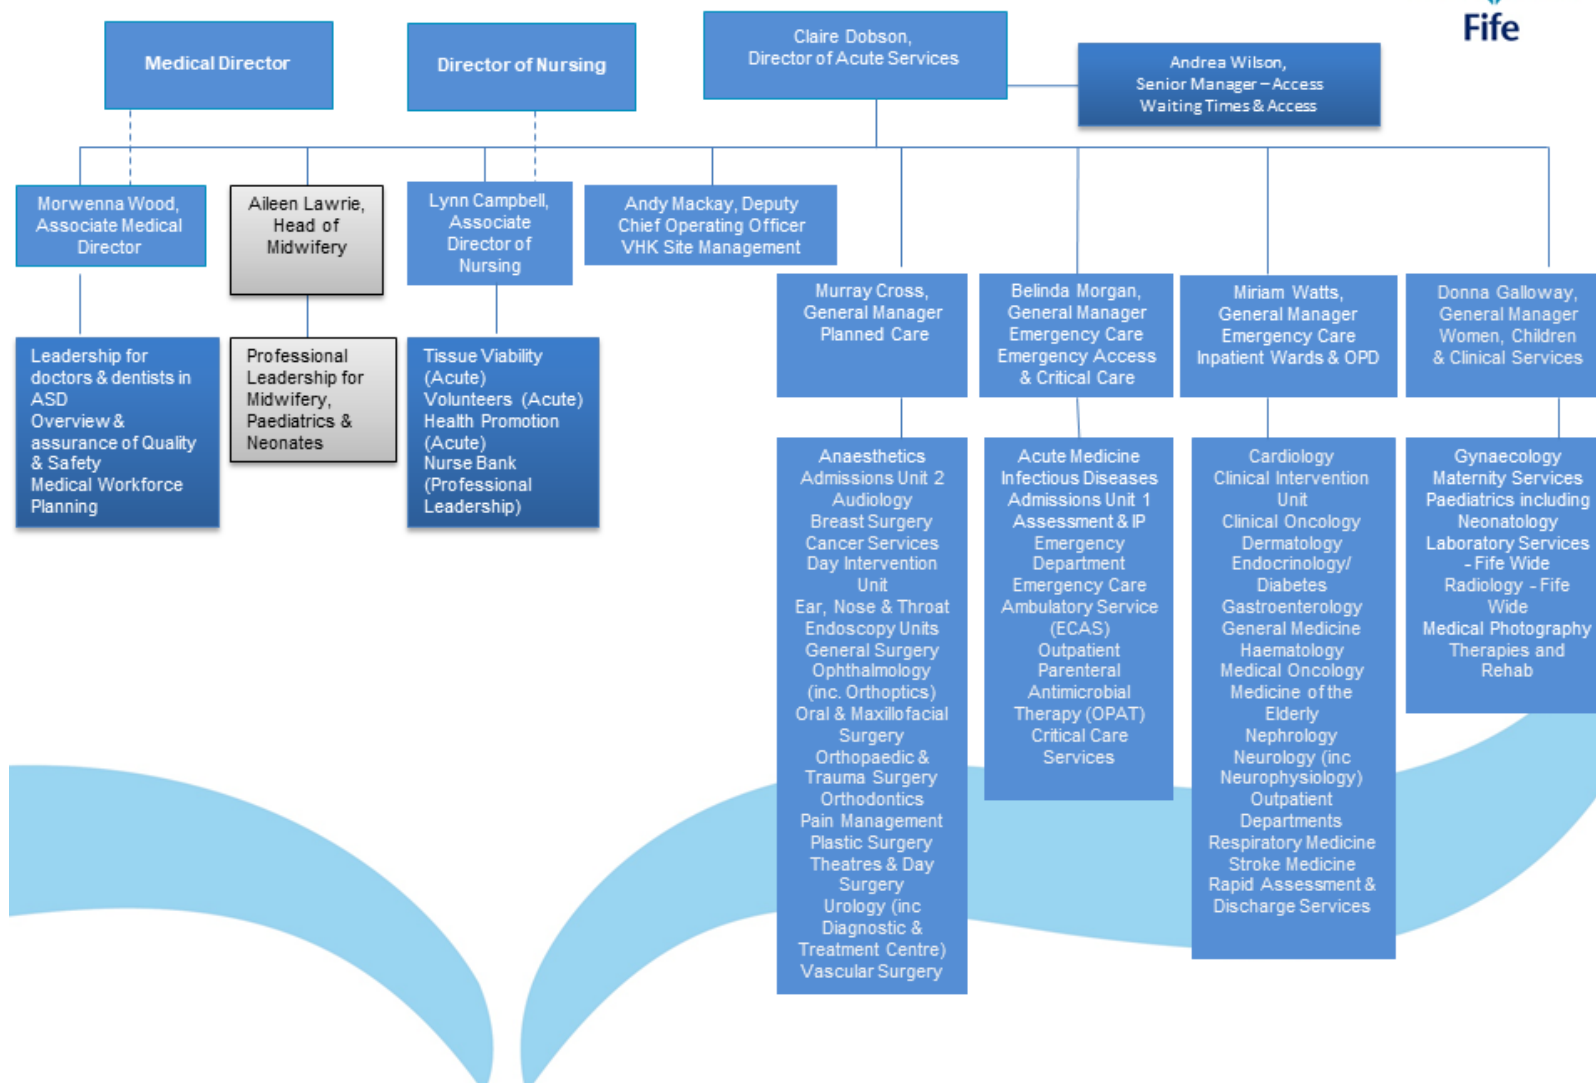 Fife
Medical Director
Director of Nursing
Claire Dobson,
Director of Acute Services
Andrea Wilson,
Senior Manager – Access
Waiting Times & Access
Morwenna Wood,
Associate Medical
Director
Aileen Lawrie,
Head of
Midwifery
Lynn Campbell,
Associate
Director of
Nursing
Andy Mackay, Deputy
Chief Operating Officer
VHK Site Management
Murray Cross,
General Manager
Planned Care
Belinda Morgan,
General Manager
Emergency Care
Emergency Access
& Critical Care
Miriam Watts,
General Manager
Emergency Care
Inpatient Wards & OPD
Donna Galloway,
General Manager
Women, Children
& Clinical Services
Leadership for
doctors & dentists in
ASD
Overview &
assurance of Quality
& Safety
Medical Workforce
Planning
Professional
Leadership for
Midwifery,
Paediatrics &
Neonates
Tissue Viability
(Acute)
Volunteers (Acute)
Health Promotion
(Acute)
Nurse Bank
(Professional
Leadership)
Anaesthetics
Admissions Unit 2
Audiology
Breast Surgery
Cancer Services
Day Intervention
Unit
Ear, Nose & Throat
Endoscopy Units
General Surgery
Ophthalmology
(inc. Orthoptics)
Oral & Maxillofacial
Surgery
Orthopaedic &
Trauma Surgery
Orthodontics
Pain Management
Plastic Surgery
Theatres & Day
Surgery
Urology (inc
Diagnostic &
Treatment Centre)
Vascular Surgery
Acute Medicine
Infectious Diseases
Admissions Unit 1
Assessment & IP
Emergency
Department
Emergency Care
Ambulatory Service
(ECAS)
Outpatient
Parenteral
Antimicrobial
Therapy (OPAT)
Critical Care
Services
Cardiology
Clinical Intervention
Unit
Clinical Oncology
Dermatology
Endocrinology/
Diabetes
Gastroenterology
General Medicine
Haematology
Medical Oncology
Medicine of the
Elderly
Nephrology
Neurology (inc
Neurophysiology)
Outpatient
Departments
Respiratory Medicine
Stroke Medicine
Rapid Assessment &
Discharge Services
Gynaecology
Maternity Services
Paediatrics including
Neonatology
Laboratory Services
- Fife Wide
Radiology - Fife
Wide
Medical Photography
Therapies and
Rehab